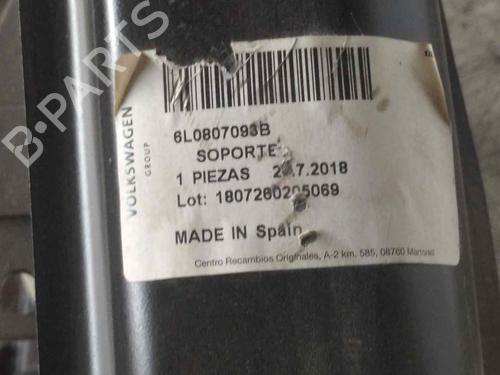 B-PARTS
VOLKSWAGEN
GROUP
6L0807093B
SOPORTE
1 PIEZAS
Lot: 1807260205069
MADE IN Spain
Centro Recambios Originales, A-2 km. 585, 08760 Martorell